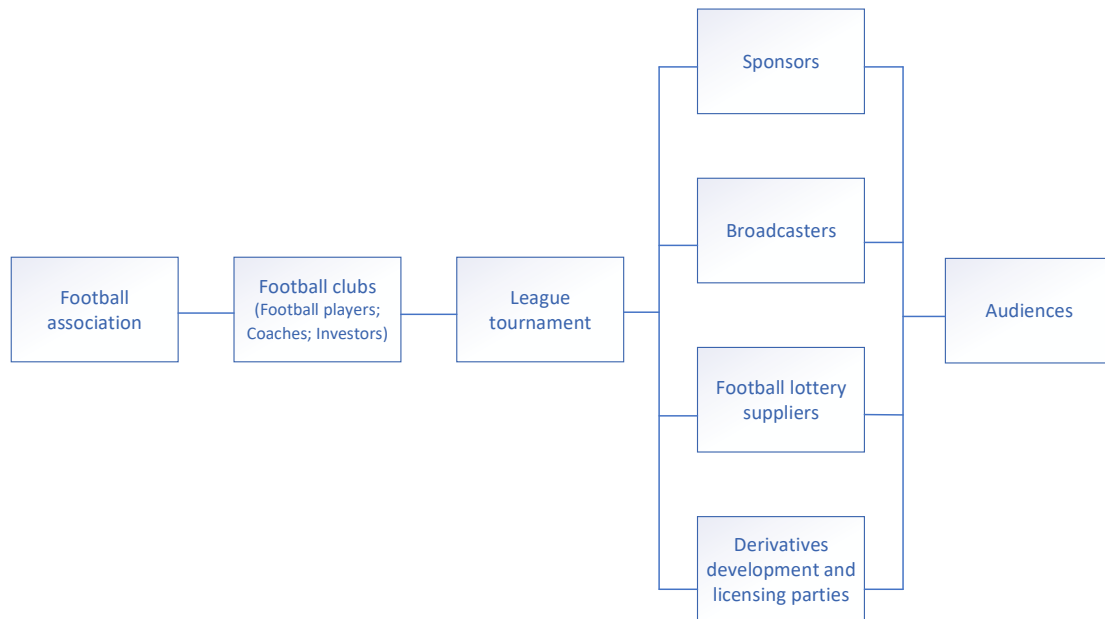 Football
association
Football clubs
(Football players;
Coaches; Investors)
League
tournament
Sponsors
Broadcasters
Football lottery
suppliers
Derivatives
development and
licensing parties
Audiences